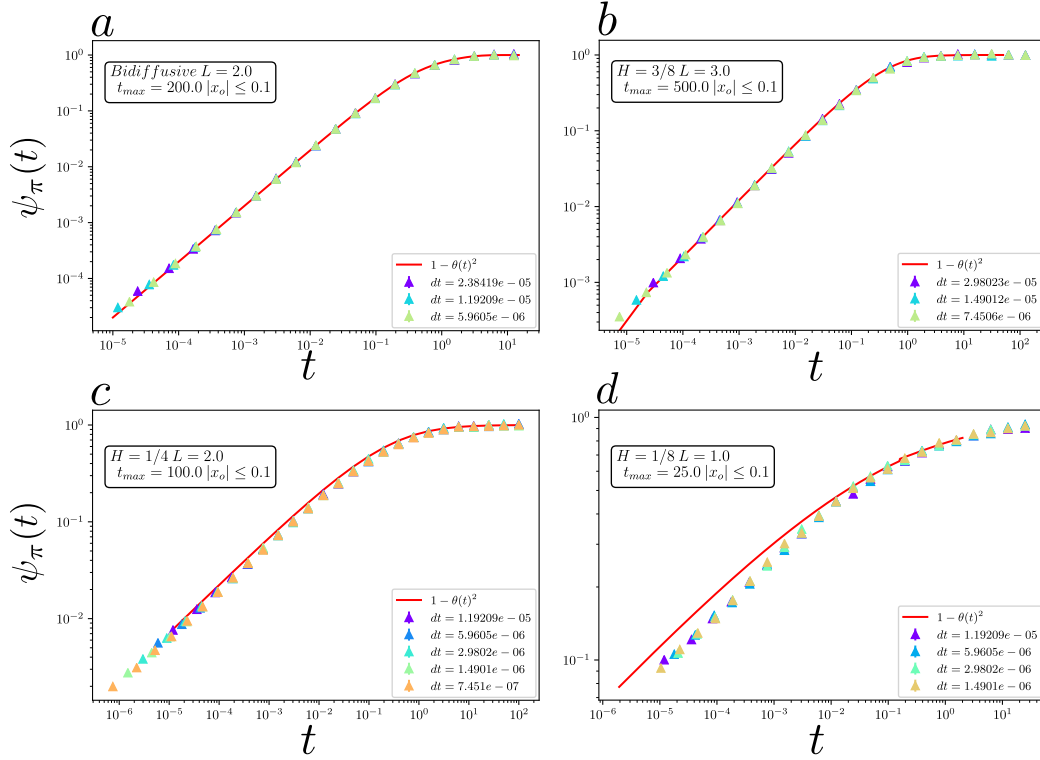 a
ψ_π(t)
10^0
10^−1
10^−2
10^−3
10^−4
Bidiffusive L = 2.0
t_max = 200.0 |x_o| ≤ 0.1
1 − θ(t)^2
dt = 2.38419e − 05
dt = 1.19209e − 05
dt = 5.9605e − 06
10^−5 10^−4 10^−3 10^−2 10^−1 10^0 10^1
t
b
10^0
10^−1
10^−2
10^−3
H = 3/8 L = 3.0
t_max = 500.0 |x_o| ≤ 0.1
1 − θ(t)^2
dt = 2.98023e − 05
dt = 1.49012e − 05
dt = 7.4506e − 06
10^−5 10^−4 10^−3 10^−2 10^−1 10^0 10^1 10^2
t
c
ψ_π(t)
10^0
10^−1
10^−2
H = 1/4 L = 2.0
t_max = 100.0 |x_o| ≤ 0.1
1 − θ(t)^2
dt = 1.19209e − 05
dt = 5.9605e − 06
dt = 2.9802e − 06
dt = 1.4901e − 06
dt = 7.451e − 07
10^−6 10^−5 10^−4 10^−3 10^−2 10^−1 10^0 10^1 10^2
t
d
10^0
10^−1
H = 1/8 L = 1.0
t_max = 25.0 |x_o| ≤ 0.1
1 − θ(t)^2
dt = 1.19209e − 05
dt = 5.9605e − 06
dt = 2.9802e − 06
dt = 1.4901e − 06
10^−6 10^−5 10^−4 10^−3 10^−2 10^−1 10^0 10^1
t